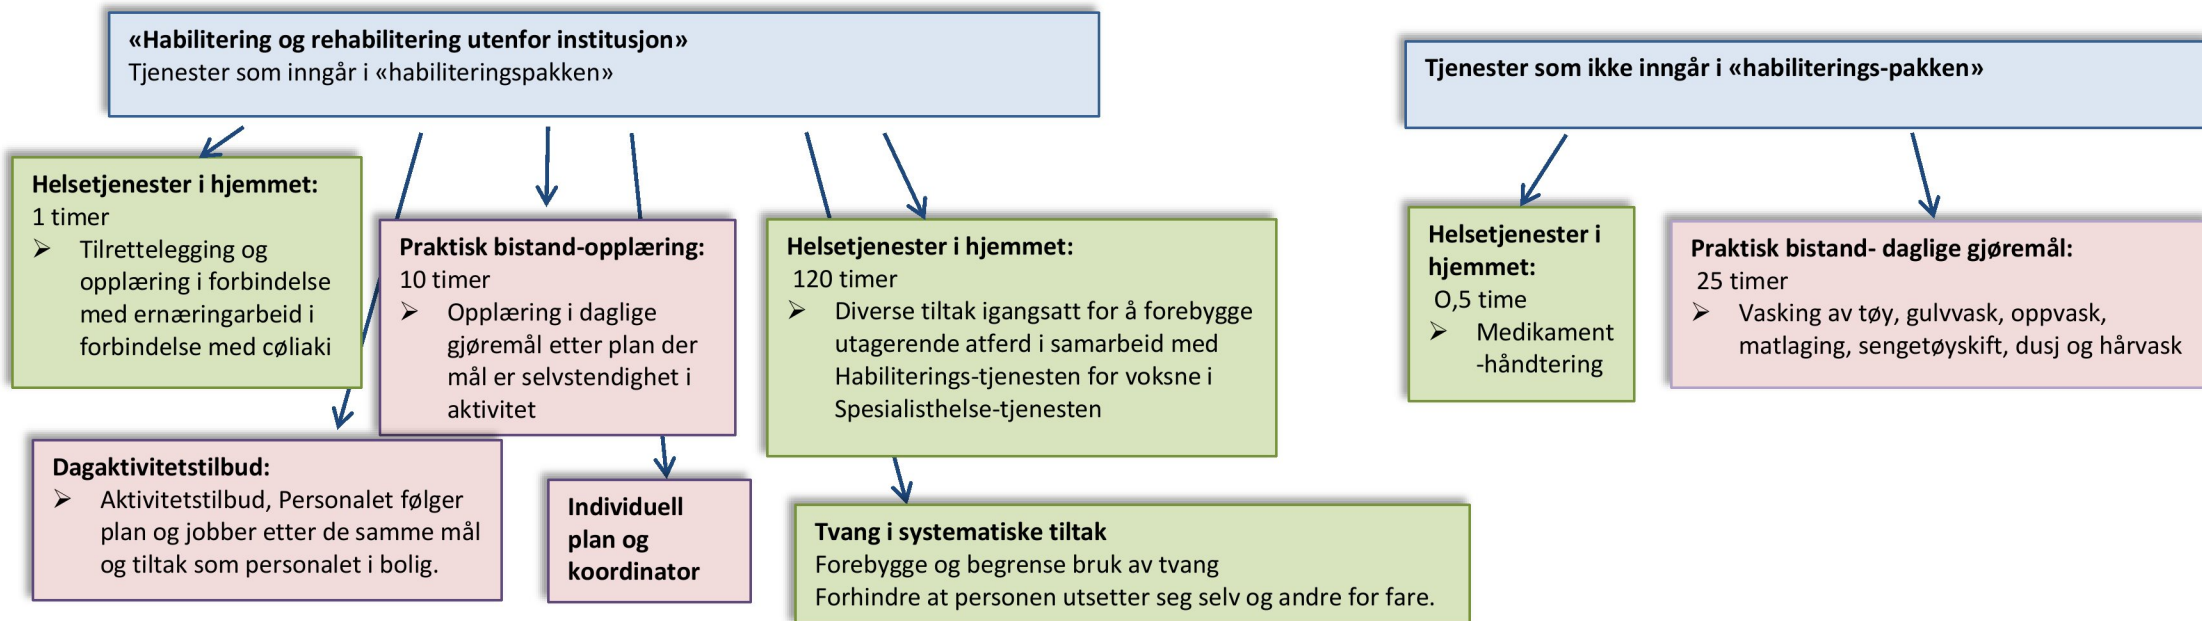 «Habilitering og rehabilitering utenfor institusjon»
Tjenester som inngår i «habiliteringspakken»
Tjenester som ikke inngår i «habiliterings-pakken»
Helsetjenester i hjemmet:
1 timer
➢ Tilrettelegging og
opplæring i forbindelse
med ernæringarbeid i
forbindelse med cøliaki
Praktisk bistand-opplæring:
10 timer
➢ Opplæring i daglige
gjøremål etter plan der
mål er selvstendighet i
aktivitet
Helsetjenester i hjemmet:
120 timer
➢ Diverse tiltak igangsatt for å forebygge
utagerende atferd i samarbeid med
Habiliterings-tjenesten for voksne i
Spesialisthelse-tjenesten
Helsetjenester i
hjemmet:
O,5 time
➢ Medikament
-håndtering
Praktisk bistand- daglige gjøremål:
25 timer
➢ Vasking av tøy, gulvvask, oppvask,
matlaging, sengetøyskift, dusj og hårvask
Dagaktivitetstilbud:
➢ Aktivitetstilbud, Personalet følger
plan og jobber etter de samme mål
og tiltak som personalet i bolig.
Individuell
plan og
koordinator
Tvang i systematiske tiltak
Forebygge og begrense bruk av tvang
Forhindre at personen utsetter seg selv og andre for fare.